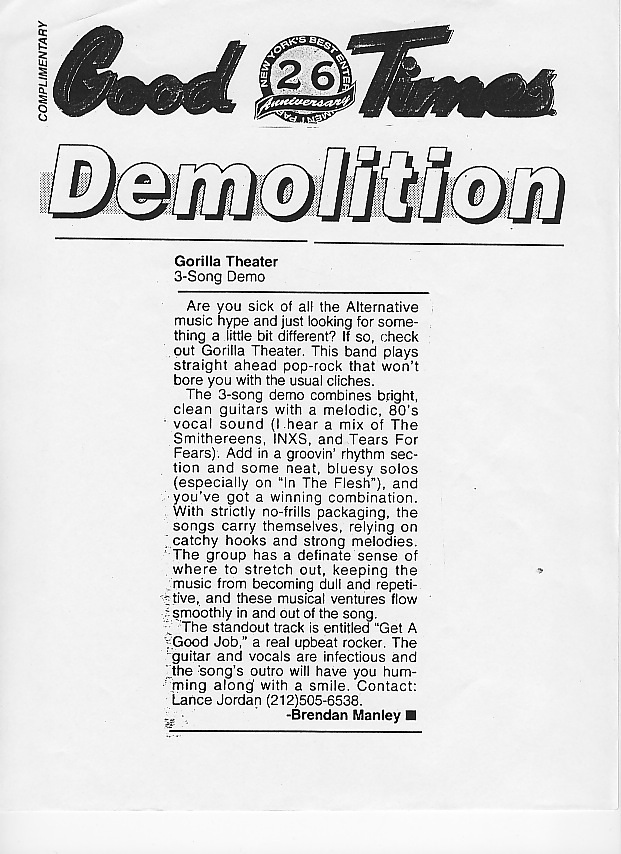 COMPLIMENTARY
Good Times
NEW YORK'S BEST ENTER
26
Anniversary
Demolition
Gorilla Theater
3-Song Demo
Are you sick of all the Alternative
music hype and just looking for some-
thing a little bit different? If so, check
out Gorilla Theater. This band plays
straight ahead pop-rock that won't
bore you with the usual cliches.
The 3-song demo combines bright,
clean guitars with a melodic, 80's
vocal sound (I hear a mix of The
Smithereens, INXS, and Tears For
Fears). Add in a groovin' rhythm sec-
tion and some neat, bluesy solos
(especially on "In The Flesh"), and
you've got a winning combination.
With strictly no-frills packaging, the
songs carry themselves, relying on
catchy hooks and strong melodies.
The group has a definate sense of
where to stretch out, keeping the
music from becoming dull and repeti-
tive, and these musical ventures flow
smoothly in and out of the song.
The standout track is entitled "Get A
Good Job," a real upbeat rocker. The
guitar and vocals are infectious and
the song's outro will have you hum-
ming along with a smile. Contact:
Lance Jordan (212)505-6538.
-Brendan Manley